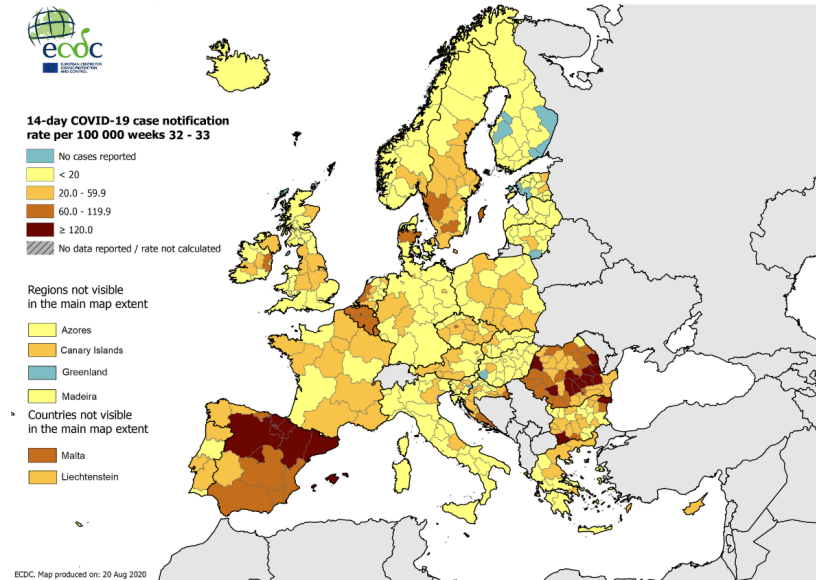 ecdc
EUROPEAN CENTRE FOR
DISEASE PREVENTION
AND CONTROL
14-day COVID-19 case notification
rate per 100 000 weeks 32 - 33
No cases reported
< 20
20.0 - 59.9
60.0 - 119.9
≥ 120.0
No data reported / rate not calculated
Regions not visible
in the main map extent
Azores
Canary Islands
Greenland
Madeira
Countries not visible
in the main map extent
Malta
Liechtenstein
ECDC. Map produced on: 20 Aug 2020